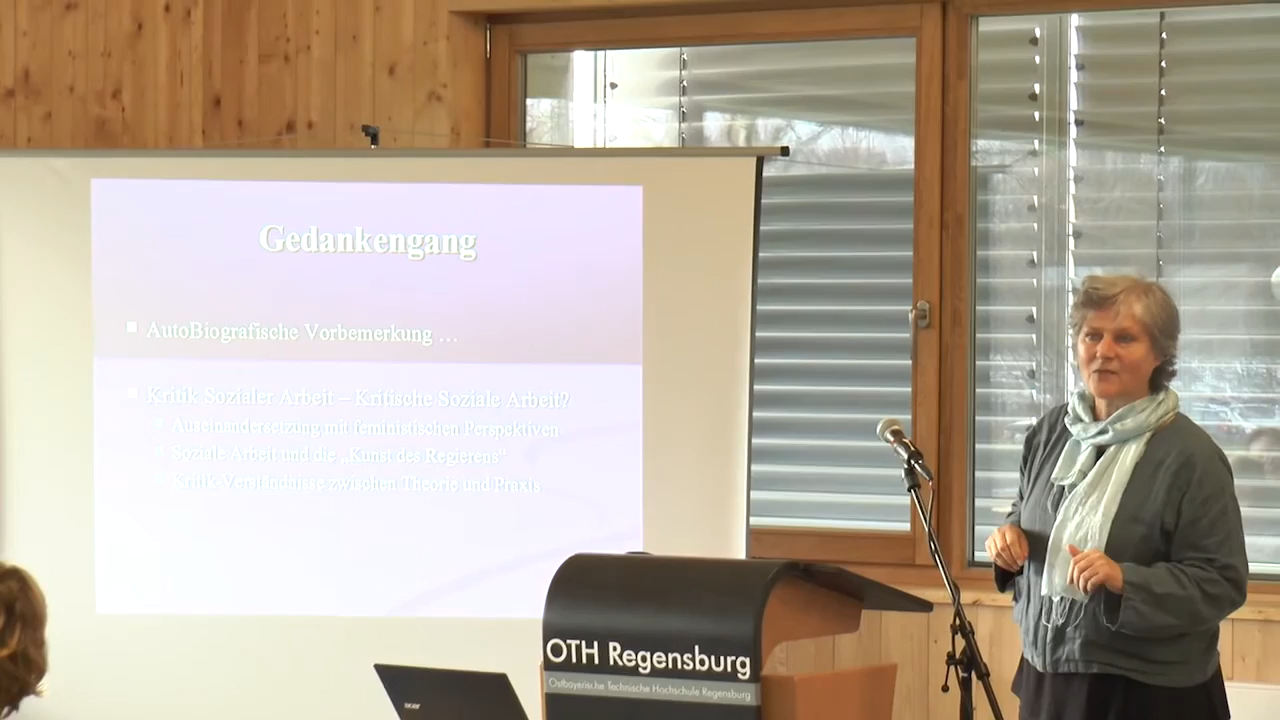 Gedankengang
AutoBiografische Vorbemerkung …
Kritik Sozialer Arbeit – Kritische Soziale Arbeit?
Auseinandersetzung mit feministischen Perspektiven
Soziale Arbeit und die „Kunst des Regierens“
Kritik-Verständnisse zwischen Theorie und Praxis
OTH Regensburg
Ostbayerische Technische Hochschule Regensburg
acer